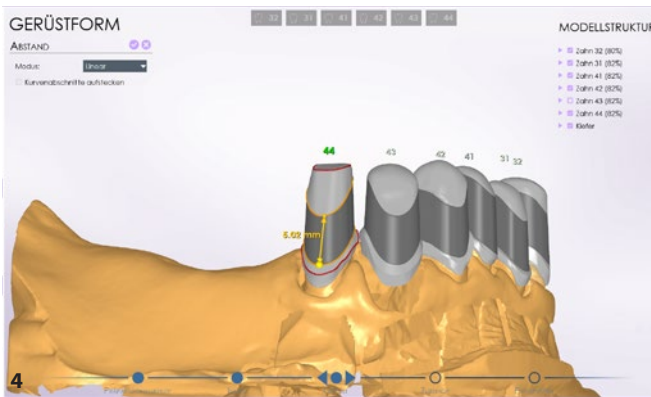 GERÜSTFORM
ABSTAND
Modus: Linear
Kurvenabschnitte aufstecken
32 31 41 42 43 44
MODELLSTRUKTUR
Zahn 32 (80%)
Zahn 31 (82%)
Zahn 41 (82%)
Zahn 42 (82%)
Zahn 43 (82%)
Zahn 44 (82%)
Kiefer
44 43 42 41 31 32
5.02 mm
4